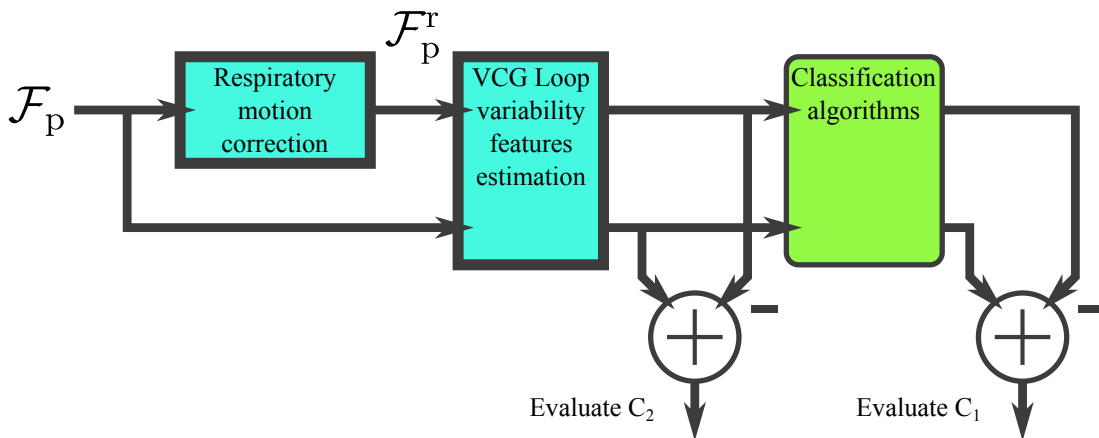 𝓕p
Respiratory
motion
correction
𝓕pʳ
VCG Loop
variability
features
estimation
Classification
algorithms
Evaluate C₂
Evaluate C₁